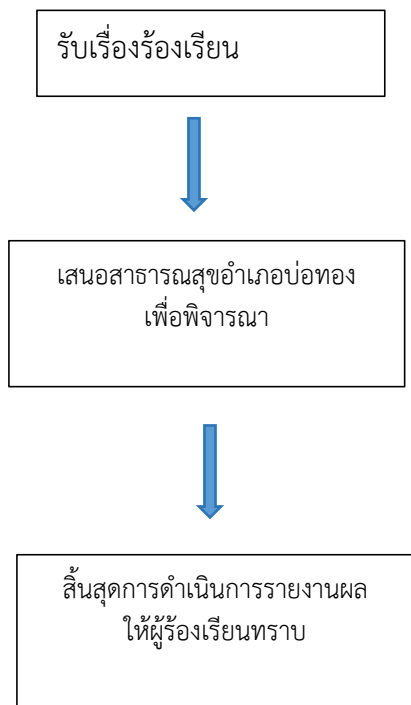 รับเรื่องร้องเรียน
เสนอสาธารณสุขอำเภอบ่อทอง
เพื่อพิจารณา
สิ้นสุดการดำเนินการรายงานผล
ให้ผู้ร้องเรียนทราบ